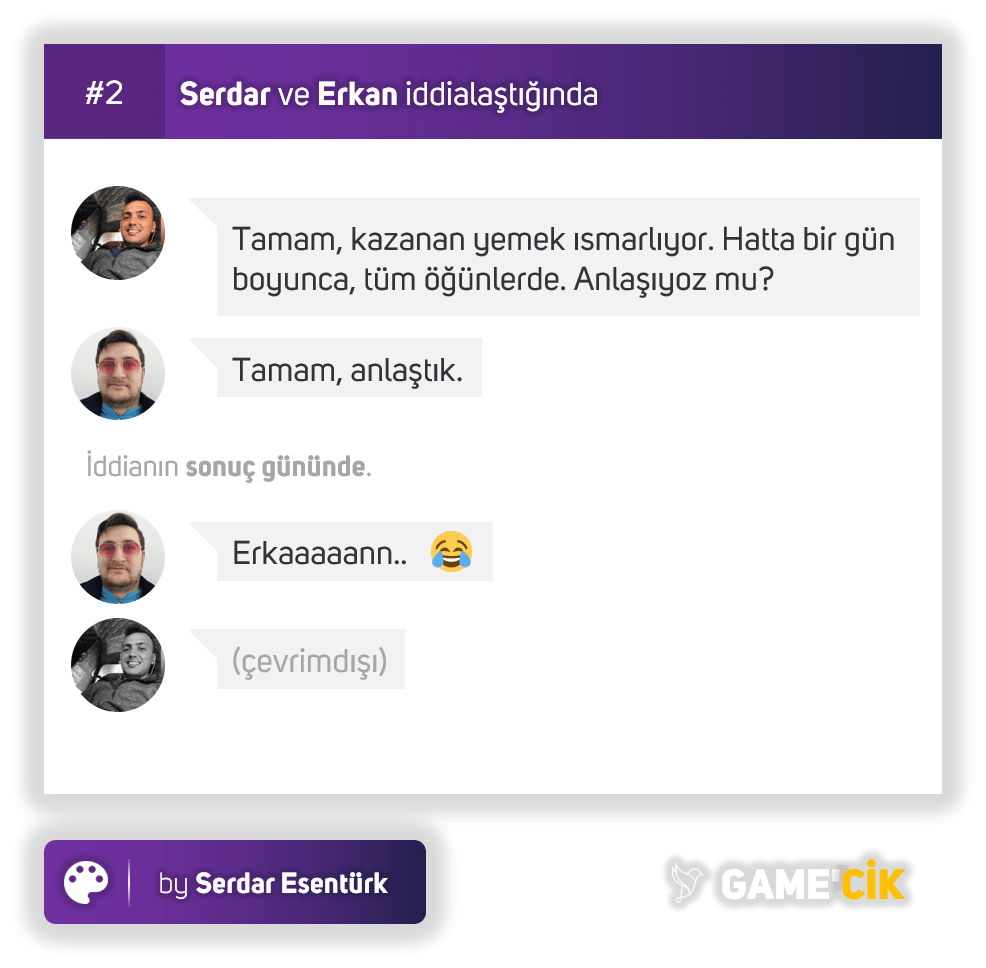 #2
Serdar ve Erkan iddialaştığında
Tamam, kazanan yemek ısmarlıyor. Hatta bir gün
boyunca, tüm öğünlerde. Anlaşıyoz mu?
Tamam, anlaştık.
İddianın sonuç gününde.
Erkaaaaann..
(çevrimdışı)
by Serdar Esentürk
GAME CİK